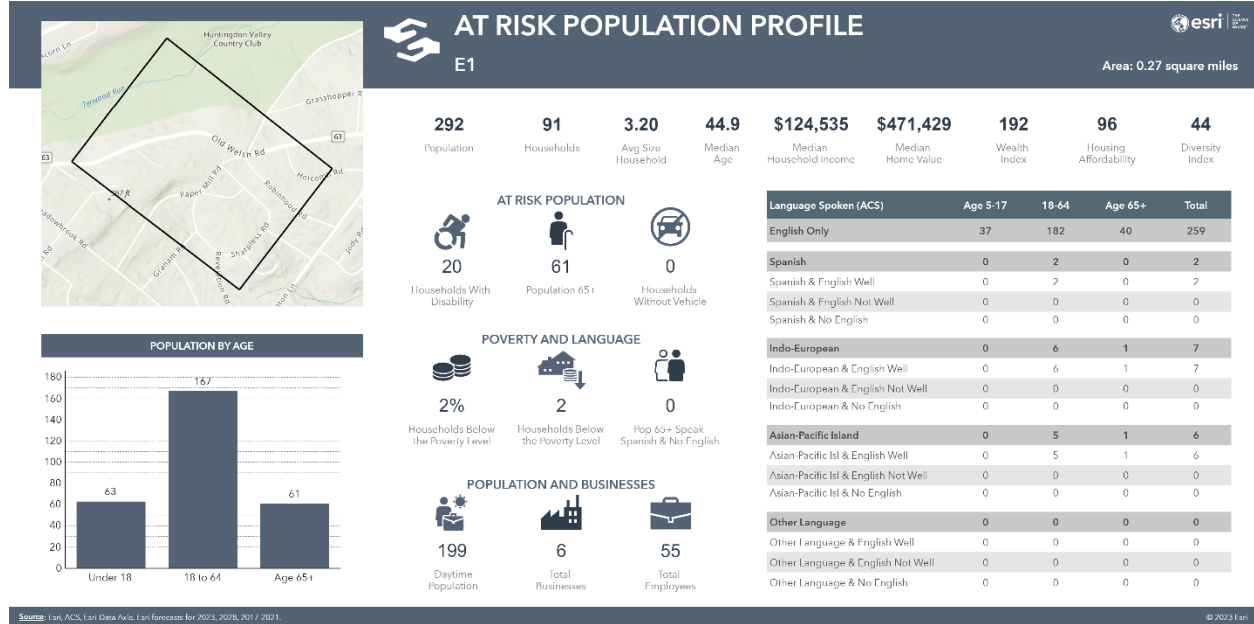 AT RISK POPULATION PROFILE
E1
esri
THE SCIENCE OF WHERE
Area: 0.27 square miles
Huntingdon Valley
Country Club
Acorn Ln
Terwood Run
Grasshopper R
63
Old Welsh Rd
63
Holcomb Rd
Paper Mill Rd
Robinhood Rd
Sharpless Rd
Graham R
Jody Rd
292
Population
91
Households
3.20
Avg Size
Household
44.9
Median
Age
$124,535
Median
Household Income
$471,429
Median
Home Value
192
Wealth
Index
96
Housing
Affordability
44
Diversity
Index
AT RISK POPULATION
20
Households With
Disability
61
Population 65+
0
Households
Without Vehicle
POVERTY AND LANGUAGE
2%
Households Below
the Poverty Level
2
Households Below
the Poverty Level
0
Pop 65+ Speak
Spanish & No English
POPULATION AND BUSINESSES
199
Daytime
Population
6
Total
Businesses
55
Total
Employees
POPULATION BY AGE
180
160
140
120
100
80
60
40
20
0
63
167
61
Under 18
18 to 64
Age 65+
Language Spoken (ACS) Age 5-17 18-64 Age 65+ Total
English Only 37 182 40 259
Spanish 0 2 0 2
Spanish & English Well 0 2 0 2
Spanish & English Not Well 0 0 0 0
Spanish & No English 0 0 0 0
Indo-European 0 6 1 7
Indo-European & English Well 0 6 1 7
Indo-European & English Not Well 0 0 0 0
Indo-European & No English 0 0 0 0
Asian-Pacific Island 0 5 1 6
Asian-Pacific Isl & English Well 0 5 1 6
Asian-Pacific Isl & English Not Well 0 0 0 0
Asian-Pacific Isl & No English 0 0 0 0
Other Language 0 0 0 0
Other Language & English Well 0 0 0 0
Other Language & English Not Well 0 0 0 0
Other Language & No English 0 0 0 0
Source: Esri, ACS, Esri Data Axle. Esri forecasts for 2023, 2028, 2017-2021.
© 2023 Esri